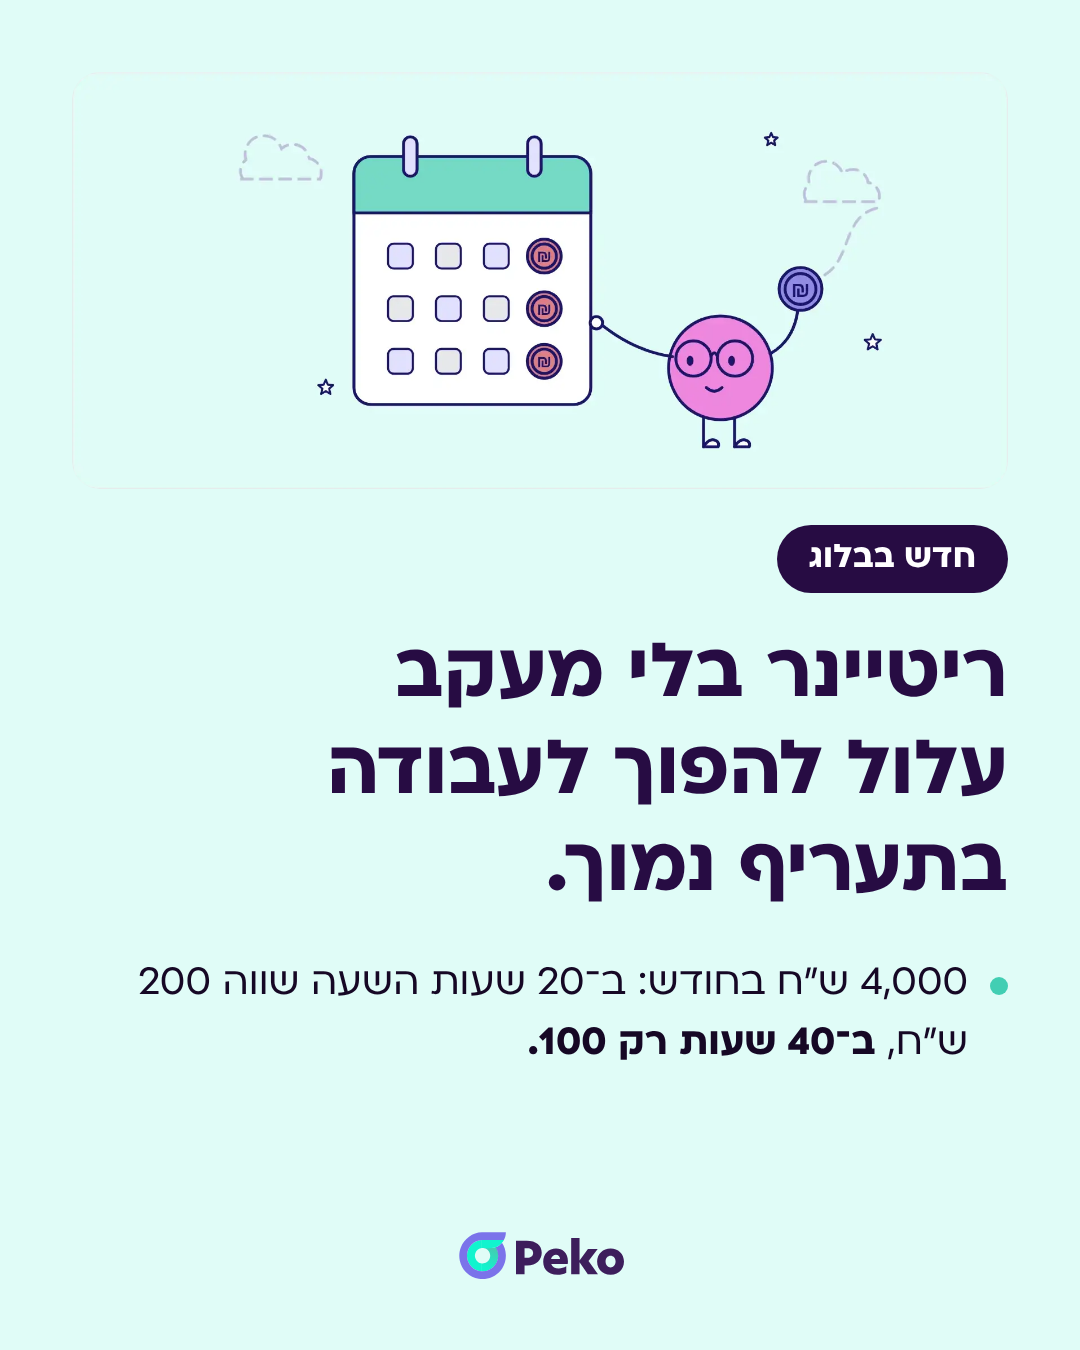 ₪
₪
₪
₪
חדש בבלוג
ריטיינר בלי מעקב
עלול להפוך לעבודה
בתעריף נמוך.
4,000 ש״ח בחודש: ב־20 שעות השעה שווה 200
ש״ח, ב־40 שעות רק 100.
Peko